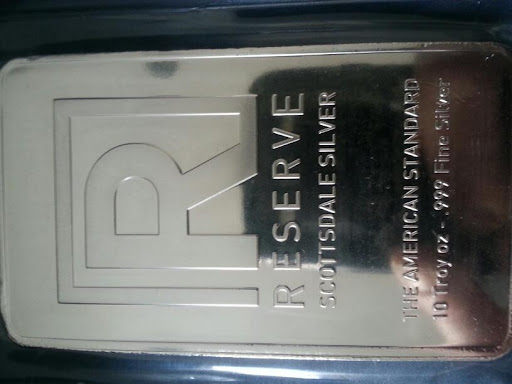 R
RESERVE
SCOTTSDALE SILVER
THE AMERICAN STANDARD
10 Troy oz - .999 Fine Silver